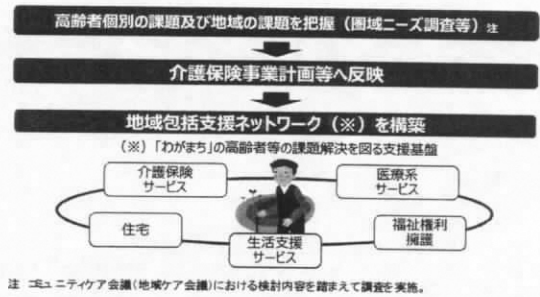 高齢者個別の課題及び地域の課題を把握（圏域ニーズ調査等）注
介護保険事業計画等へ反映
地域包括支援ネットワーク（※）を構築
（※）「わがまち」の高齢者等の課題解決を図る支援基盤
介護保険
サービス
医療系
サービス
住宅
生活支援
サービス
福祉権利
擁護
注 コミュニティケア会議（地域ケア会議）における検討内容を踏まえて調査を実施。